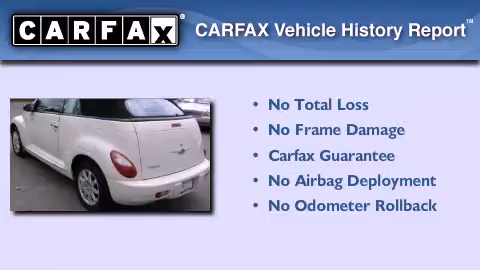 CARFAX® CARFAX Vehicle History Report™
• No Total Loss
• No Frame Damage
• Carfax Guarantee
• No Airbag Deployment
• No Odometer Rollback